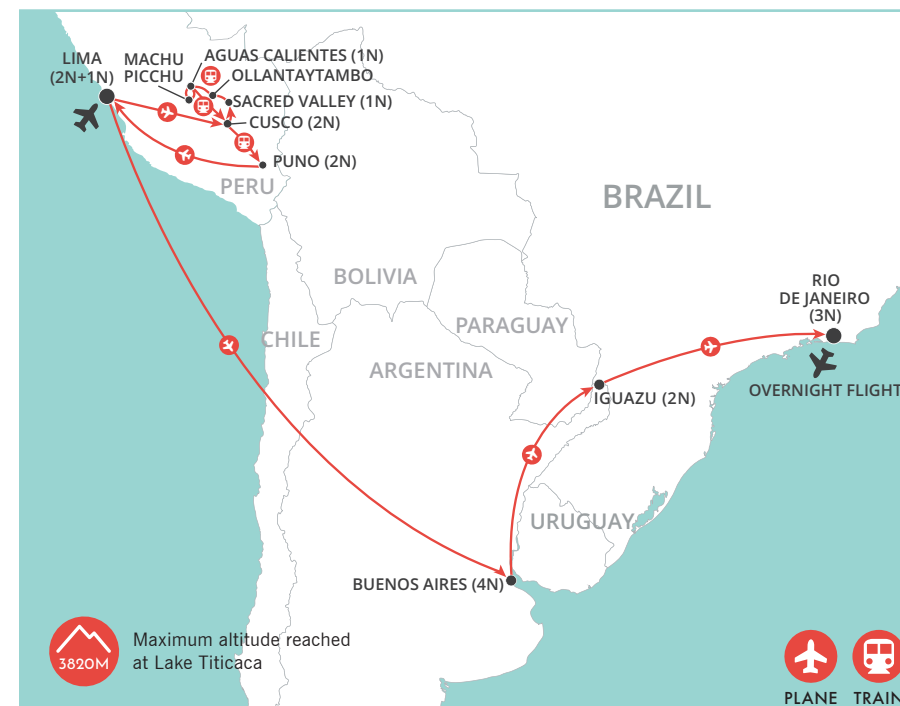 LIMA
(2N+1N)
MACHU
PICCHU
AGUAS CALIENTES (1N)
OLLANTAYTAMBO
SACRED VALLEY (1N)
CUSCO (2N)
PUNO (2N)
PERU
BRAZIL
BOLIVIA
RIO
DE JANEIRO
(3N)
PARAGUAY
CHILE
ARGENTINA
OVERNIGHT FLIGHT
IGUAZU (2N)
URUGUAY
BUENOS AIRES (4N)
3820M
Maximum altitude reached
at Lake Titicaca
PLANE
TRAIN